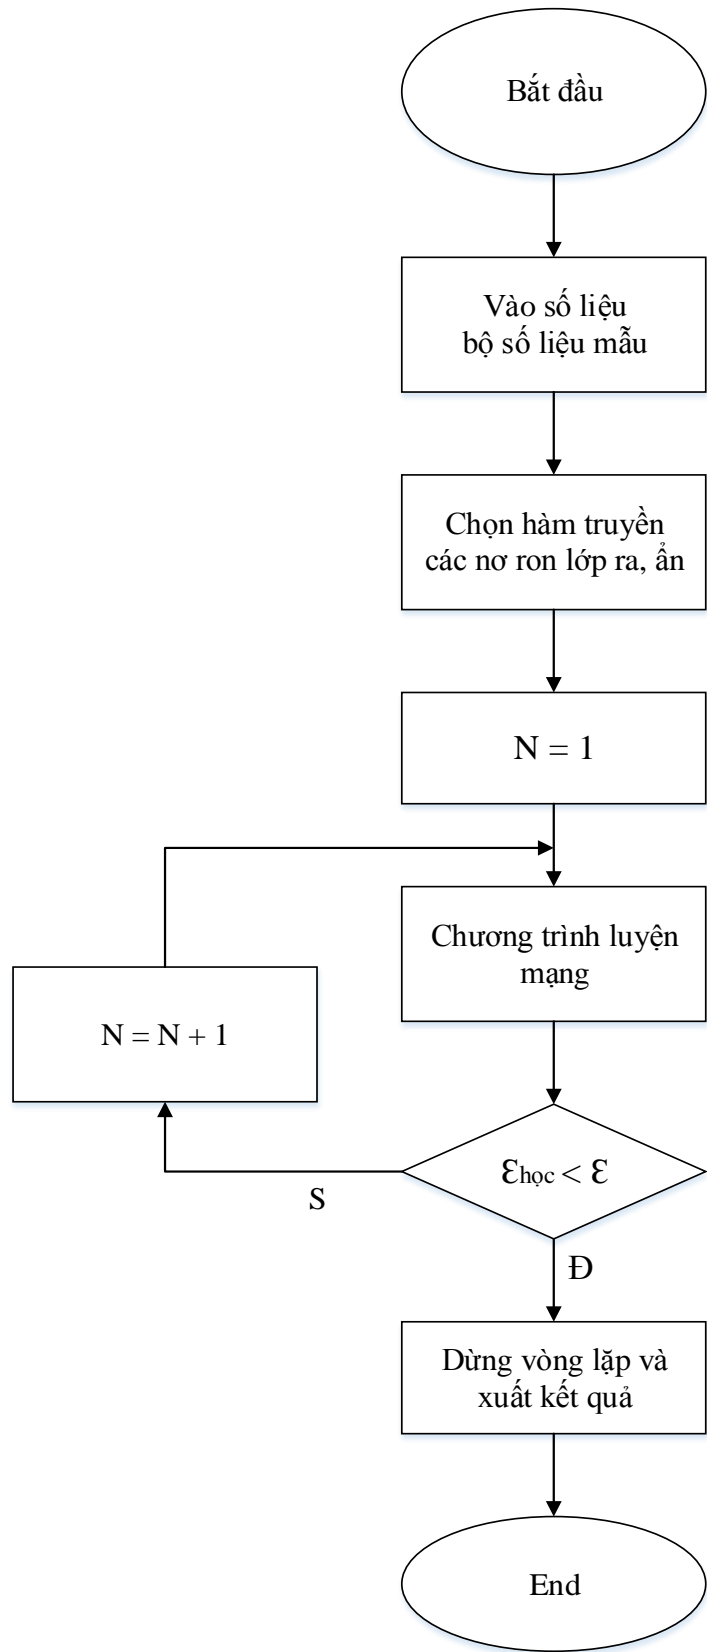 Bắt đầu
Vào số liệu
bộ số liệu mẫu
Chọn hàm truyền
các nơ ron lớp ra, ẩn
N = 1
Chương trình luyện
mạng
N = N + 1
Ɛhọc < Ɛ
S
Đ
Dừng vòng lặp và
xuất kết quả
End